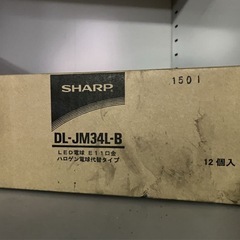 SHARP
1501
DL-JM34L-B
LED電球 E11口金
ハロゲン電球代替タイプ
12個入